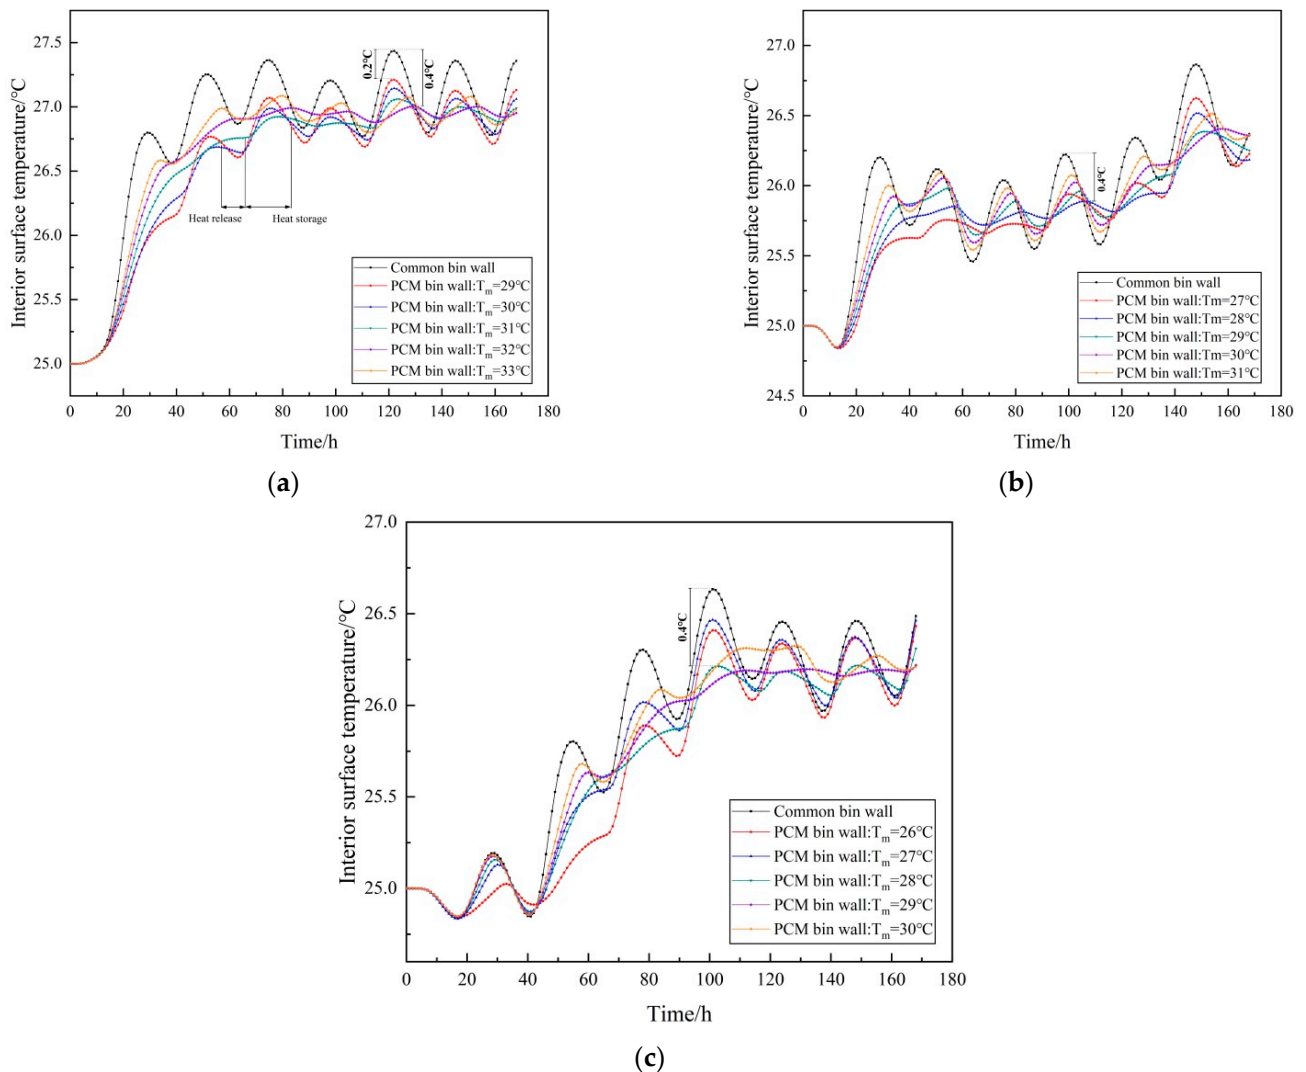 27.5
27.0
26.5
26.0
25.5
25.0
Interior surface temperature/°C
0.2°C
0.4°C
Heat release
Heat storage
Common bin wall
PCM bin wall:Tm=29°C
PCM bin wall:Tm=30°C
PCM bin wall:Tm=31°C
PCM bin wall:Tm=32°C
PCM bin wall:Tm=33°C
0 20 40 60 80 100 120 140 160 180
Time/h
(a)
27.0
26.5
26.0
25.5
25.0
24.5
Interior surface temperature/°C
0.4°C
Common bin wall
PCM bin wall:Tm=27°C
PCM bin wall:Tm=28°C
PCM bin wall:Tm=29°C
PCM bin wall:Tm=30°C
PCM bin wall:Tm=31°C
0 20 40 60 80 100 120 140 160 180
Time/h
(b)
27.0
26.5
26.0
25.5
25.0
Interior surface temperature/°C
0.4°C
Common bin wall
PCM bin wall:Tm=26°C
PCM bin wall:Tm=27°C
PCM bin wall:Tm=28°C
PCM bin wall:Tm=29°C
PCM bin wall:Tm=30°C
0 20 40 60 80 100 120 140 160 180
Time/h
(c)